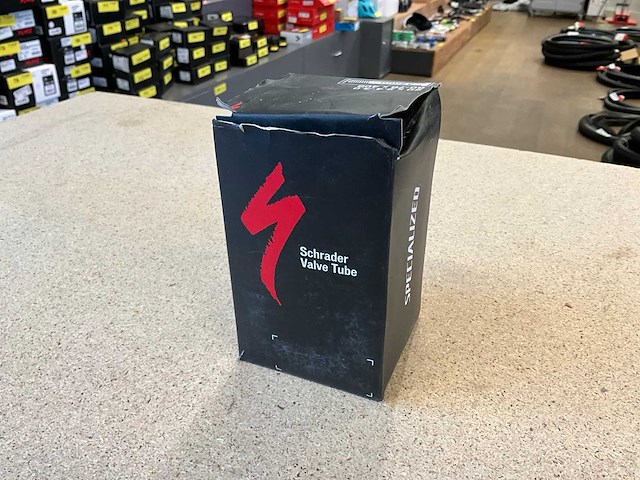 Schrader
Valve Tube
SPECIALIZED